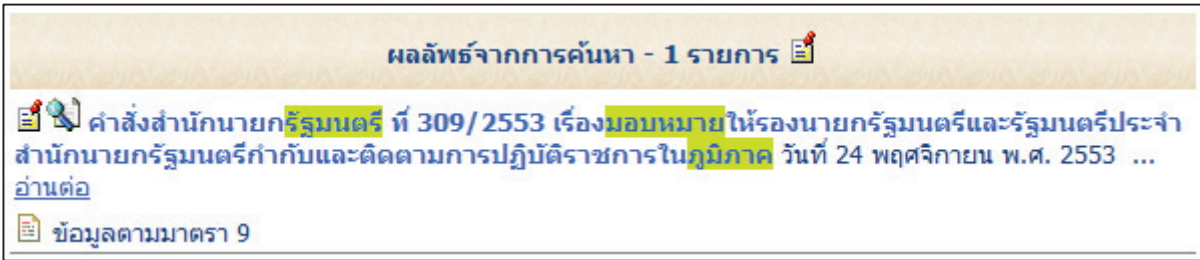 ผลลัพธ์จากการค้นหา - 1 รายการ
คำสั่งสำนักนายกรัฐมนตรี ที่ 309/2553 เรื่องมอบหมายให้รองนายกรัฐมนตรีและรัฐมนตรีประจำ
สำนักนายกรัฐมนตรีกำกับและติดตามการปฏิบัติราชการในภูมิภาค วันที่ 24 พฤศจิกายน พ.ศ. 2553 ...
อ่านต่อ
ข้อมูลตามมาตรา 9